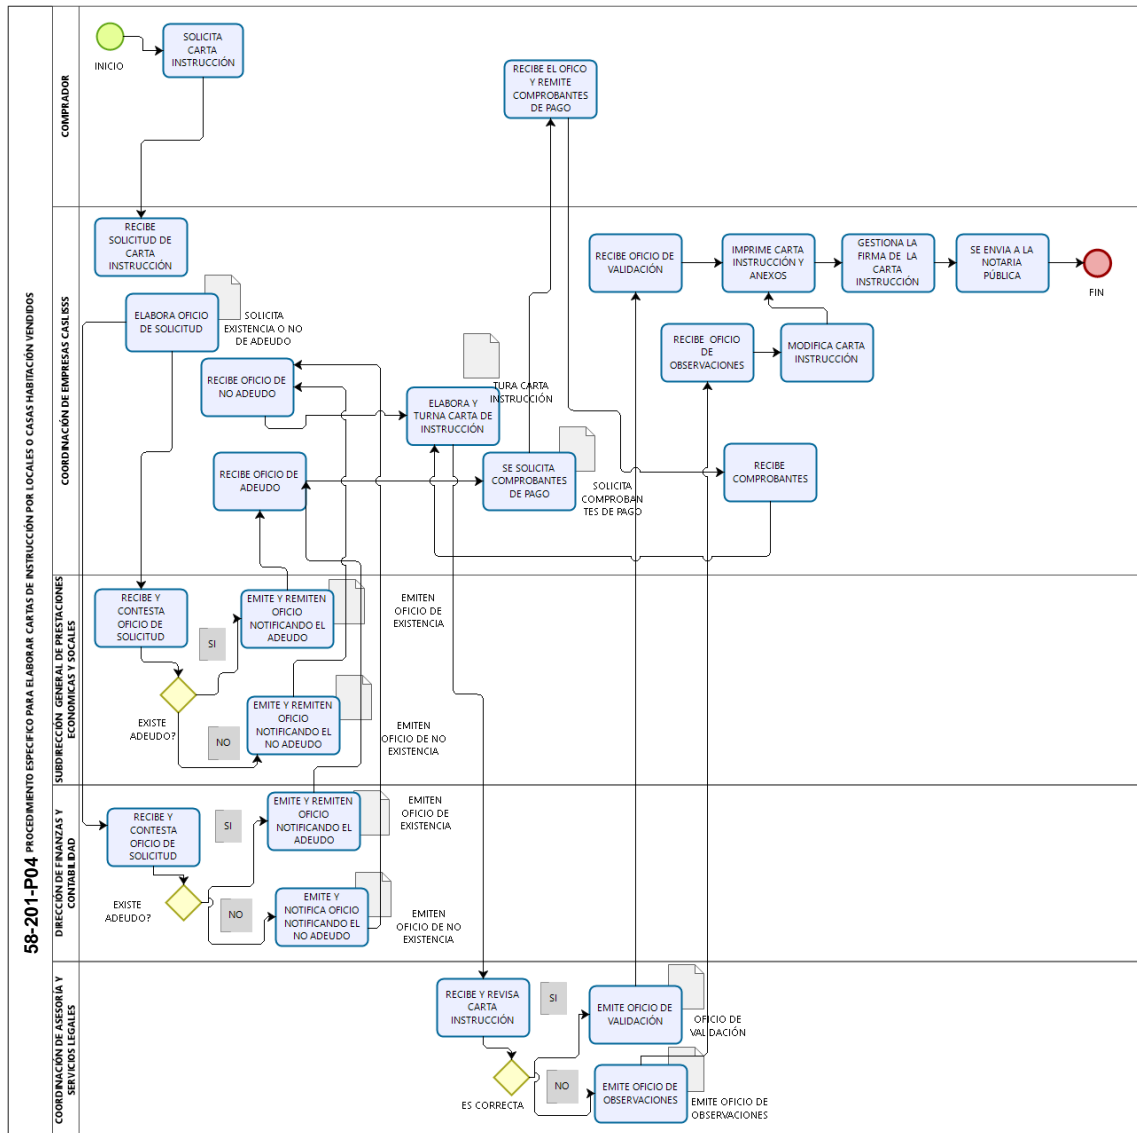 58-201-P04 PROCEDIMIENTO ESPECIFICO PARA ELABORAR CARTAS DE INSTRUCCIÓN POR LOCALES O CASAS HABITACIÓN VENDIDOS
COMPRADOR
INICIO
SOLICITA
CARTA
INSTRUCCIÓN
RECIBE EL OFICO
Y REMITE
COMPROBANTES
DE PAGO
COORDINACIÓN DE EMPRESAS CASLISSS
RECIBE
SOLICITUD DE
CARTA
INSTRUCCIÓN
ELABORA OFICIO
DE SOLICITUD
SOLICITA
EXISTENCIA O NO
DE ADEUDO
RECIBE OFICIO DE
NO ADEUDO
RECIBE OFICIO DE
ADEUDO
TURA CARTA
INSTRUCCIÓN
ELABORA Y
TURNA CARTA DE
INSTRUCCIÓN
SE SOLICITA
COMPROBANTES
DE PAGO
SOLICITA
COMPROBAN
TES DE PAGO
RECIBE OFICIO DE
VALIDACIÓN
IMPRIME CARTA
INSTRUCCIÓN Y
ANEXOS
GESTIONA LA
FIRMA DE LA
CARTA
INSTRUCCIÓN
SE ENVIA A LA
NOTARIA
PÚBLICA
FIN
RECIBE OFICIO
DE
OBSERVACIONES
MODIFICA CARTA
INSTRUCCIÓN
RECIBE
COMPROBANTES
SUBDIRECCIÓN GENERAL DE PRESTACIONES
ECONOMICAS Y SOCALES
RECIBE Y
CONTESTA
OFICIO DE
SOLICITUD
EXISTE
ADEUDO?
SI
EMITE Y REMITEN
OFICIO
NOTIFICANDO EL
ADEUDO
EMITEN
OFICIO DE
EXISTENCIA
NO
EMITE Y REMITEN
OFICIO
NOTIFICANDO EL
NO ADEUDO
EMITEN
OFICIO DE NO
EXISTENCIA
DIRECCIÓN DE FINANZAS Y
CONTABILIDAD
RECIBE Y
CONTESTA
OFICIO DE
SOLICITUD
EXISTE
ADEUDO?
SI
EMITE Y REMITEN
OFICIO
NOTIFICANDO EL
ADEUDO
EMITEN
OFICIO DE
EXISTENCIA
NO
EMITE Y
NOTIFICA OFICIO
NOTIFICANDO EL
NO ADEUDO
EMITEN
OFICIO DE NO
EXISTENCIA
COORDINACIÓN DE ASESORÍA Y
SERVICIOS LEGALES
RECIBE Y REVISA
CARTA
INSTRUCCIÓN
ES CORRECTA
SI
EMITE OFICIO DE
VALIDACIÓN
OFICIO DE
VALIDACIÓN
NO
EMITE OFICIO DE
OBSERVACIONES
EMITE OFICIO DE
OBSERVACIONES